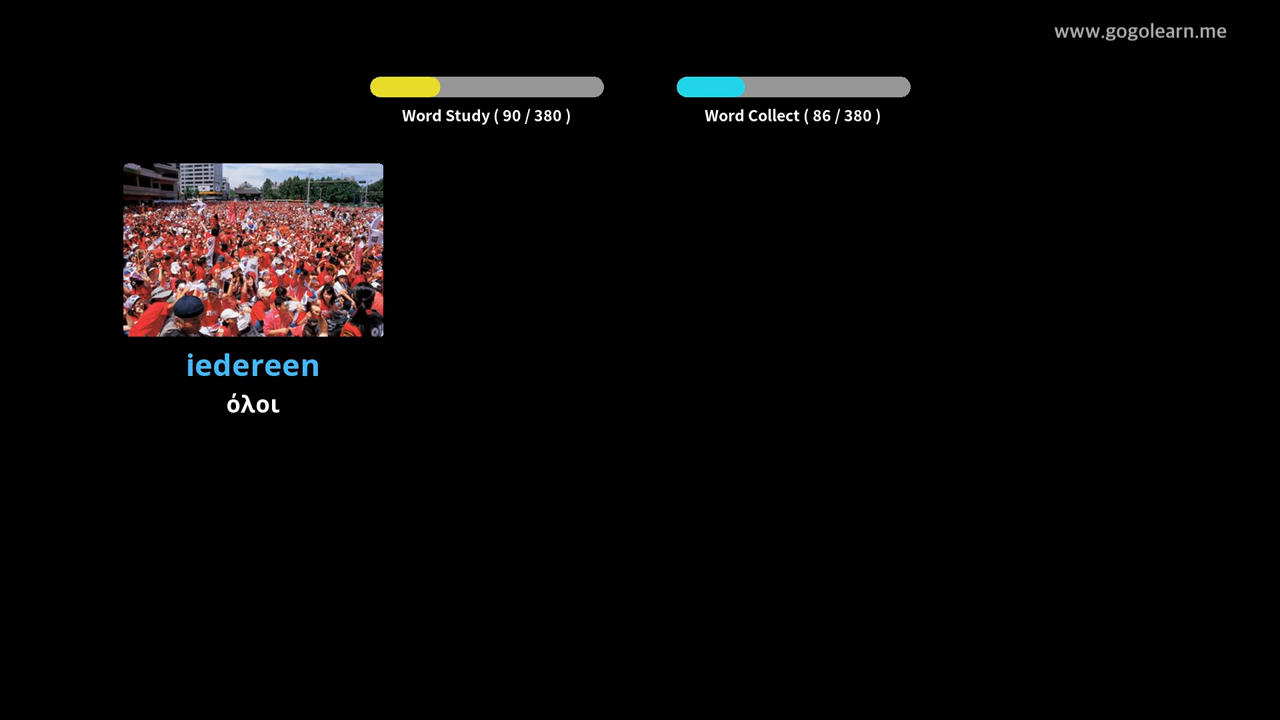 www.gogolearn.me
Word Study ( 90 / 380 )
Word Collect ( 86 / 380 )
iedereen
όλοι